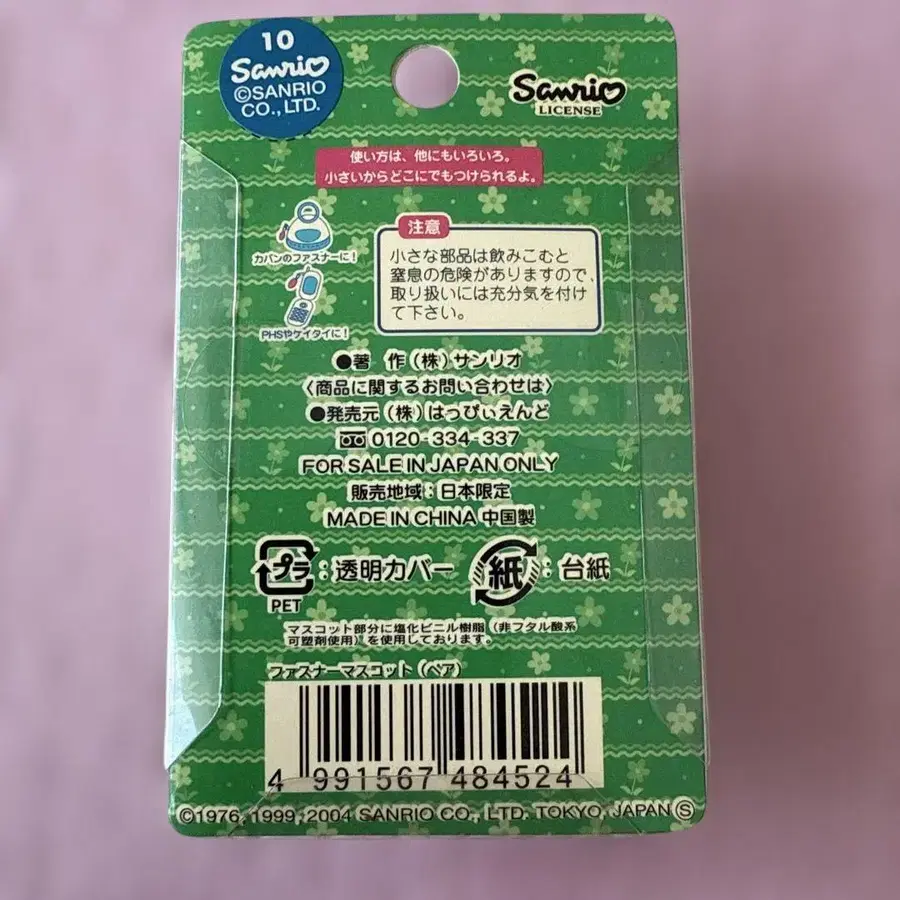 10
Sanrio
©SANRIO
CO., LTD.
Sanrio
LICENSE
使い方は、他にもいろいろ。
小さいからどこにでもつけられるよ。
カバンのファスナーに!
PHSやケイタイに!
注意
小さな部品は飲みこむと
窒息の危険がありますので、
取り扱いには充分気を付け
て下さい。
●著 作(株)サンリオ
〈商品に関するお問い合わせは〉
●発売元(株)はっぴぃえんど
0120-334-337
FOR SALE IN JAPAN ONLY
販売地域:日本限定
MADE IN CHINA 中国製
プラ:透明カバー
PET
紙:台紙
マスコット部分に塩化ビニル樹脂(非フタル酸系
可塑剤使用)を使用しております。
ファスナーマスコット(ペア)
4 991567 484524
©1976, 1999, 2004 SANRIO CO., LTD. TOKYO, JAPAN Ⓢ